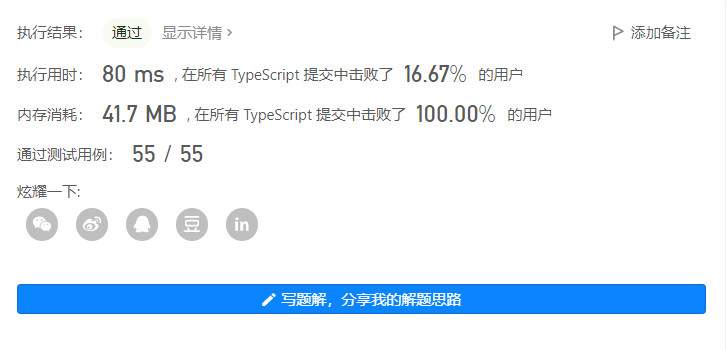 执行结果： 通过 显示详情 › 添加备注
执行用时： 80 ms , 在所有 TypeScript 提交中击败了 16.67% 的用户
内存消耗： 41.7 MB , 在所有 TypeScript 提交中击败了 100.00% 的用户
通过测试用例： 55 / 55
炫耀一下:
豆 in
写题解，分享我的解题思路